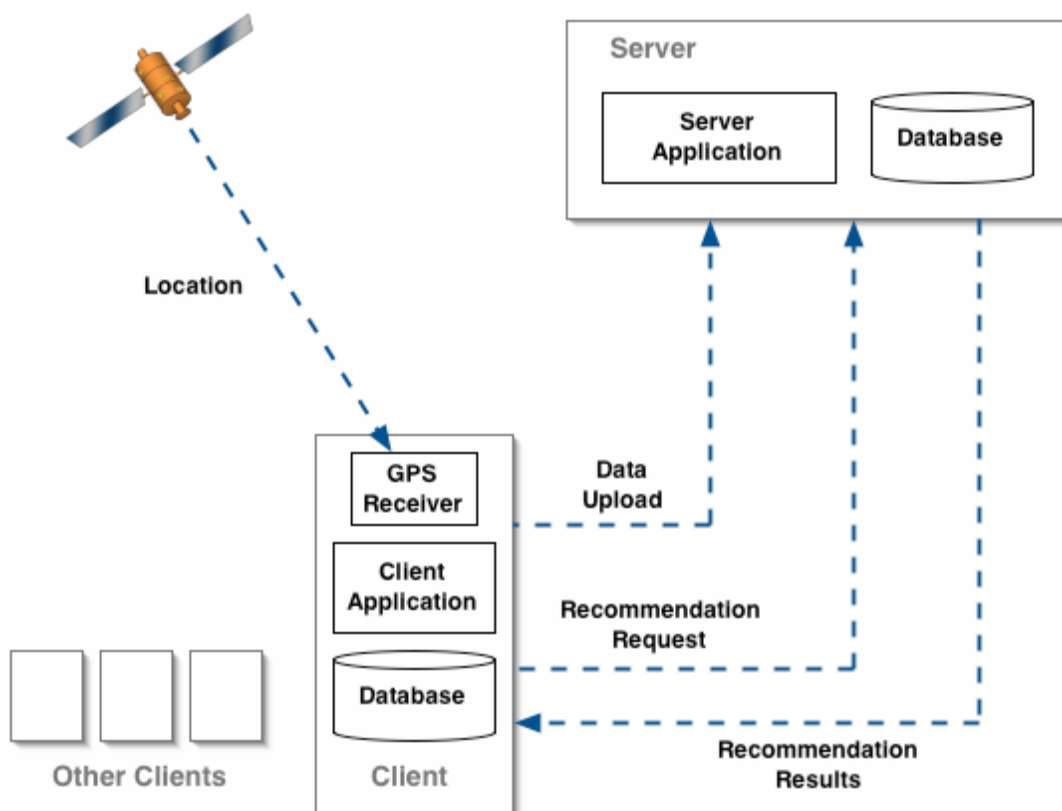 Server
Server
Application
Database
Location
GPS
Receiver
Data
Upload
Client
Application
Recommendation
Request
Database
Recommendation
Results
Other Clients
Client